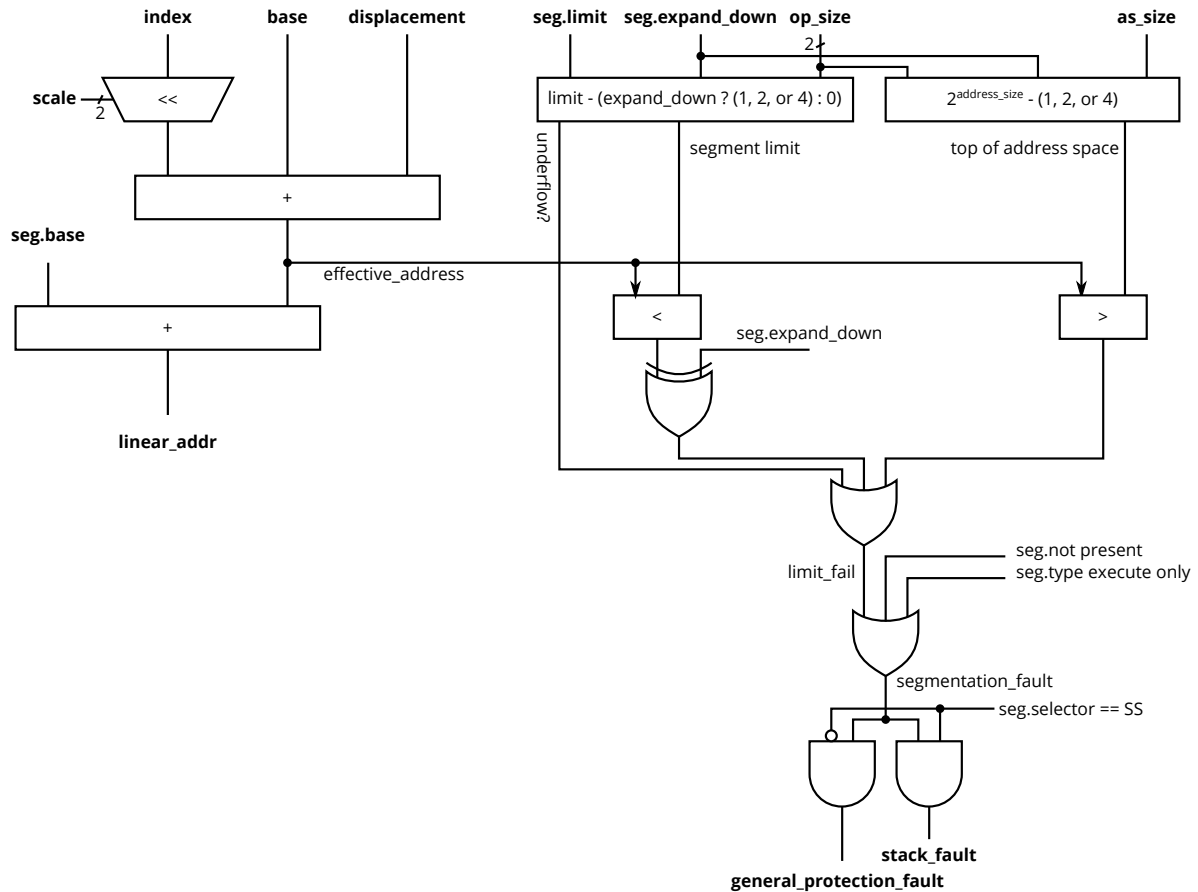 index
base
displacement
seg.limit
seg.expand_down
op_size
as_size
2
scale
2
<<
limit - (expand_down ? (1, 2, or 4) : 0)
2^address_size - (1, 2, or 4)
underflow?
segment limit
top of address space
+
seg.base
effective_address
+
<
>
seg.expand_down
linear_addr
limit_fail
seg.not present
seg.type execute only
segmentation_fault
seg.selector == SS
stack_fault
general_protection_fault